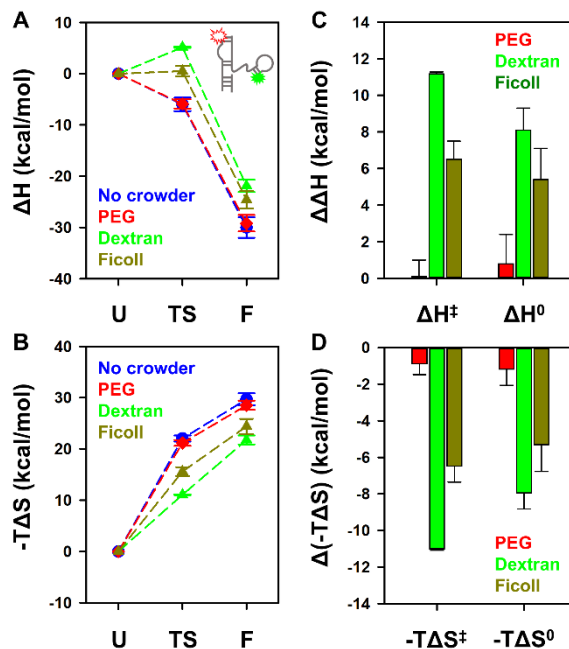 A
ΔH (kcal/mol)
10
0
-10
-20
-30
-40
No crowder
PEG
Dextran
Ficoll
U TS F
B
-TΔS (kcal/mol)
40
30
20
10
0
-10
No crowder
PEG
Dextran
Ficoll
U TS F
C
ΔΔH (kcal/mol)
14
12
10
8
6
4
2
0
PEG
Dextran
Ficoll
ΔH‡ ΔH⁰
D
Δ(-TΔS) (kcal/mol)
0
-2
-4
-6
-8
-10
-12
-14
PEG
Dextran
Ficoll
-TΔS‡ -TΔS⁰